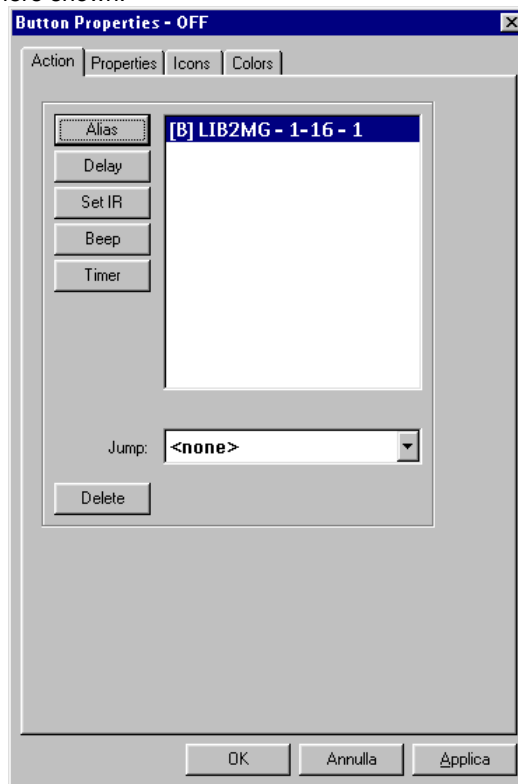 Button Properties - OFF
Action Properties Icons Colors
Alias
[B] LIB2MG - 1-16 - 1
Delay
Set IR
Beep
Timer
Jump: <none>
Delete
OK Annulla Applica